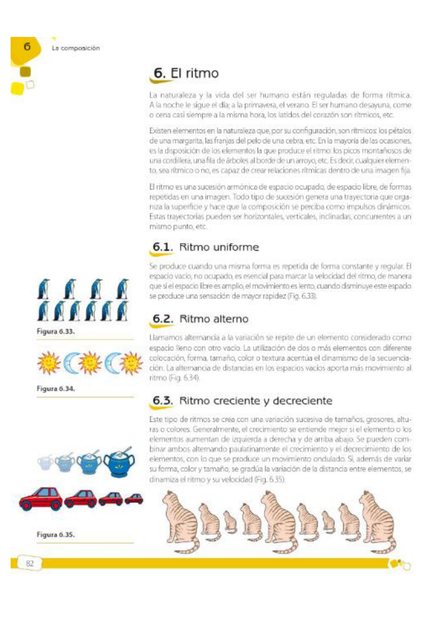 6
La composición
6. El ritmo
La naturaleza y la vida del ser humano están reguladas de forma rítmica.
A la noche le sigue el día; a la primavera, el verano. El ser humano desayuna, come
o cena casi siempre a la misma hora, los latidos del corazón son rítmicos, etc.
Existen elementos en la naturaleza que, por su configuración, son rítmicos: los pétalos
de una margarita, las franjas del pelo de una cebra, etc. En la mayoría de las ocasiones,
es la disposición de los elementos la que produce el ritmo: los picos montañosos de
una cordillera, una fila de árboles al borde de un arroyo, etc. Es decir, cualquier elemen-
to, sea rítmico o no, es capaz de crear relaciones rítmicas dentro de una imagen fija.
El ritmo es una sucesión armónica de espacio ocupado, de espacio libre, de formas
repetidas en una imagen. Todo tipo de sucesión genera una trayectoria que orga-
niza la superficie y hace que la composición se perciba como impulsos dinámicos.
Estas trayectorias pueden ser horizontales, verticales, inclinadas, concurrentes a un
mismo punto, etc.
6.1. Ritmo uniforme
Se produce cuando una misma forma es repetida de forma constante y regular. El
espacio vacío, no ocupado, es esencial para marcar la velocidad del ritmo, de manera
que si el espacio libre es amplio, el movimiento es lento, cuando disminuye este espacio
se produce una sensación de mayor rapidez (Fig. 6.33).
Figura 6.33.
6.2. Ritmo alterno
Llamamos alternancia a la variación se repite de un elemento considerado como
espacio lleno con otro vacío. La utilización de dos o más elementos con diferente
colocación, forma, tamaño, color o textura acentúa el dinamismo de la secuencia-
ción. La alternancia de distancias en los espacios vacíos aporta más movimiento al
ritmo (Fig. 6.34).
Figura 6.34.
6.3. Ritmo creciente y decreciente
Este tipo de ritmos se crea con una variación sucesiva de tamaños, grosores, altu-
ras o colores. Generalmente, el crecimiento se entiende mejor si el elemento o los
elementos aumentan de izquierda a derecha y de arriba abajo. Se pueden com-
binar ambos alternando paulatinamente el crecimiento y el decrecimiento de los
elementos, con lo que se produce un movimiento ondulado. Si, además de variar
su forma, color y tamaño, se gradúa la variación de la distancia entre elementos, se
dinamiza el ritmo y su velocidad (Fig. 6.35).
Figura 6.35.
82